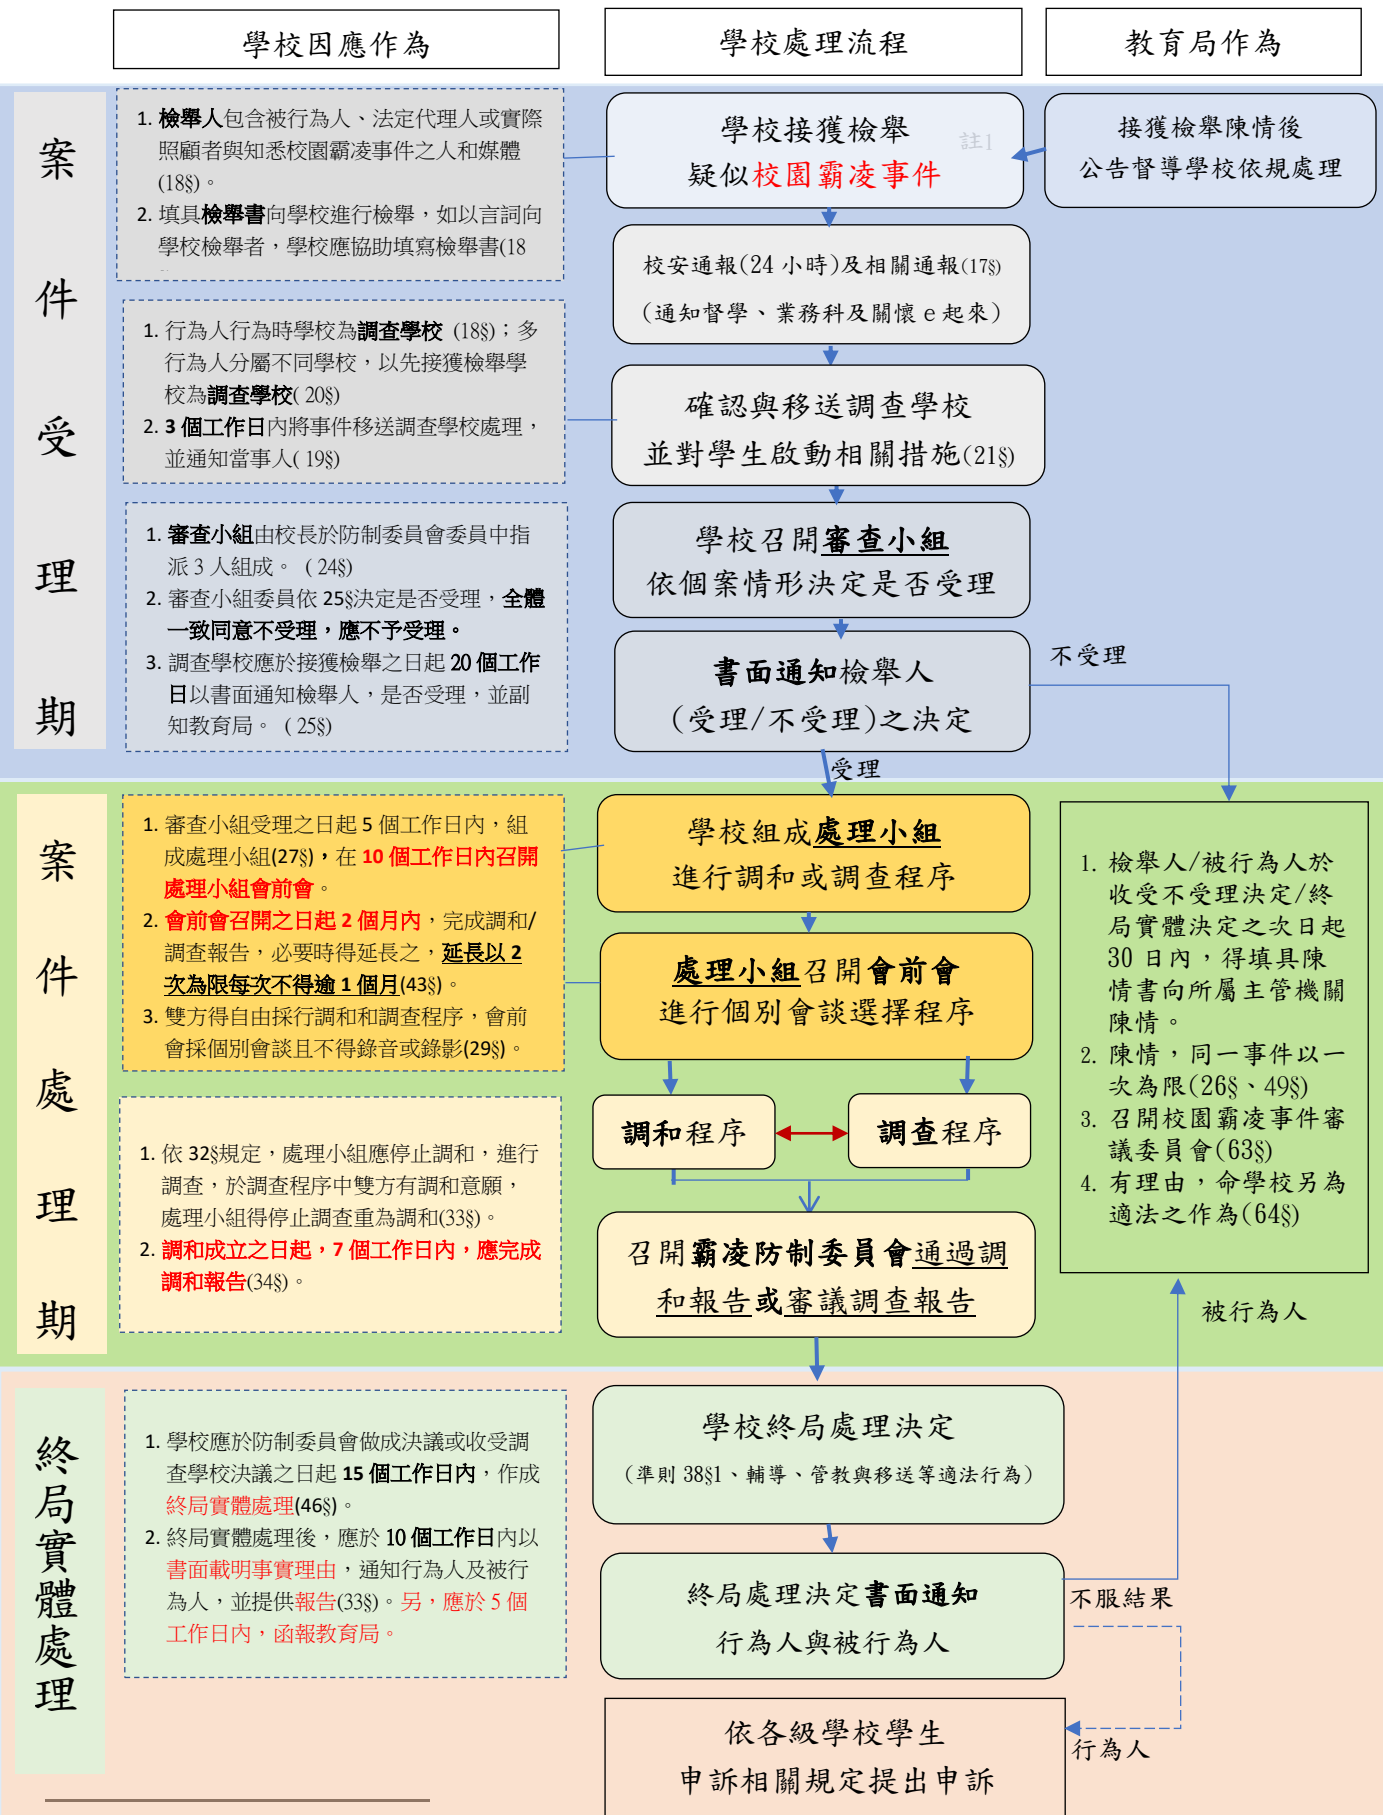 學校因應作為
學校處理流程
教育局作為
案件受理期
1. 檢舉人包含被行為人、法定代理人或實際
照顧者與知悉校園霸凌事件之人和媒體
(18§)。
2. 填具檢舉書向學校進行檢舉，如以言詞向
學校檢舉者，學校應協助填寫檢舉書(18
學校接獲檢舉
註1
疑似校園霸凌事件
接獲檢舉陳情後
公告督導學校依規處理
校安通報(24 小時)及相關通報(17§)
(通知督學、業務科及關懷 e 起來)
1. 行為人行為時學校為調查學校 (18§)；多
行為人分屬不同學校，以先接獲檢舉學
校為調查學校( 20§)
2. 3 個工作日內將事件移送調查學校處理，
並通知當事人( 19§)
確認與移送調查學校
並對學生啟動相關措施(21§)
1. 審查小組由校長於防制委員會委員中指
派 3 人組成。 ( 24§)
2. 審查小組委員依 25§決定是否受理，全體
一致同意不受理，應不予受理。
3. 調查學校應於接獲檢舉之日起 20 個工作
日以書面通知檢舉人，是否受理，並副
知教育局。 ( 25§)
學校召開審查小組
依個案情形決定是否受理
書面通知檢舉人
(受理/不受理)之決定
不受理
受理
案件處理期
1. 審查小組受理之日起 5 個工作日內，組
成處理小組(27§)，在 10 個工作日內召開
處理小組會前會。
2. 會前會召開之日起 2 個月內，完成調和/
調查報告，必要時得延長之，延長以 2
次為限每次不得逾 1 個月(43§)。
3. 雙方得自由採行調和和調查程序，會前
會採個別會談且不得錄音或錄影(29§)。
學校組成處理小組
進行調和或調查程序
處理小組召開會前會
進行個別會談選擇程序
調和程序
調查程序
1. 檢舉人/被行為人於
收受不受理決定/終
局實體決定之次日起
30 日內，得填具陳
情書向所屬主管機關
陳情。
2. 陳情，同一事件以一
次為限(26§、49§)
3. 召開校園霸凌事件審
議委員會(63§)
4. 有理由，命學校另為
適法之作為(64§)
1. 依 32§規定，處理小組應停止調和，進行
調查，於調查程序中雙方有調和意願，
處理小組得停止調查重為調和(33§)。
2. 調和成立之日起，7 個工作日內，應完成
調和報告(34§)。
召開霸凌防制委員會通過調
和報告或審議調查報告
被行為人
終局實體處理
1. 學校應於防制委員會做成決議或收受調
查學校決議之日起 15 個工作日內，作成
終局實體處理(46§)。
2. 終局實體處理後，應於 10 個工作日內以
書面載明事實理由，通知行為人及被行
為人，並提供報告(33§)。另，應於 5 個
工作日內，函報教育局。
學校終局處理決定
(準則 38§1、輔導、管教與移送等適法行為)
終局處理決定書面通知
行為人與被行為人
不服結果
行為人
依各級學校學生
申訴相關規定提出申訴